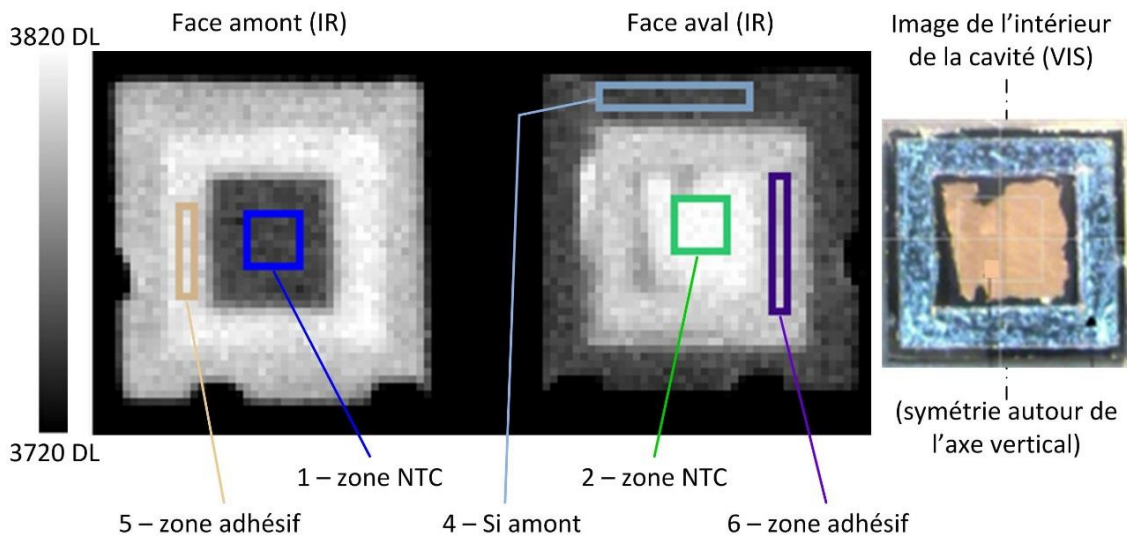 3820 DL
Face amont (IR)
Face aval (IR)
Image de l’intérieur
de la cavité (VIS)
3720 DL
(symétrie autour de
l’axe vertical)
1 – zone NTC
2 – zone NTC
5 – zone adhésif
4 – Si amont
6 – zone adhésif